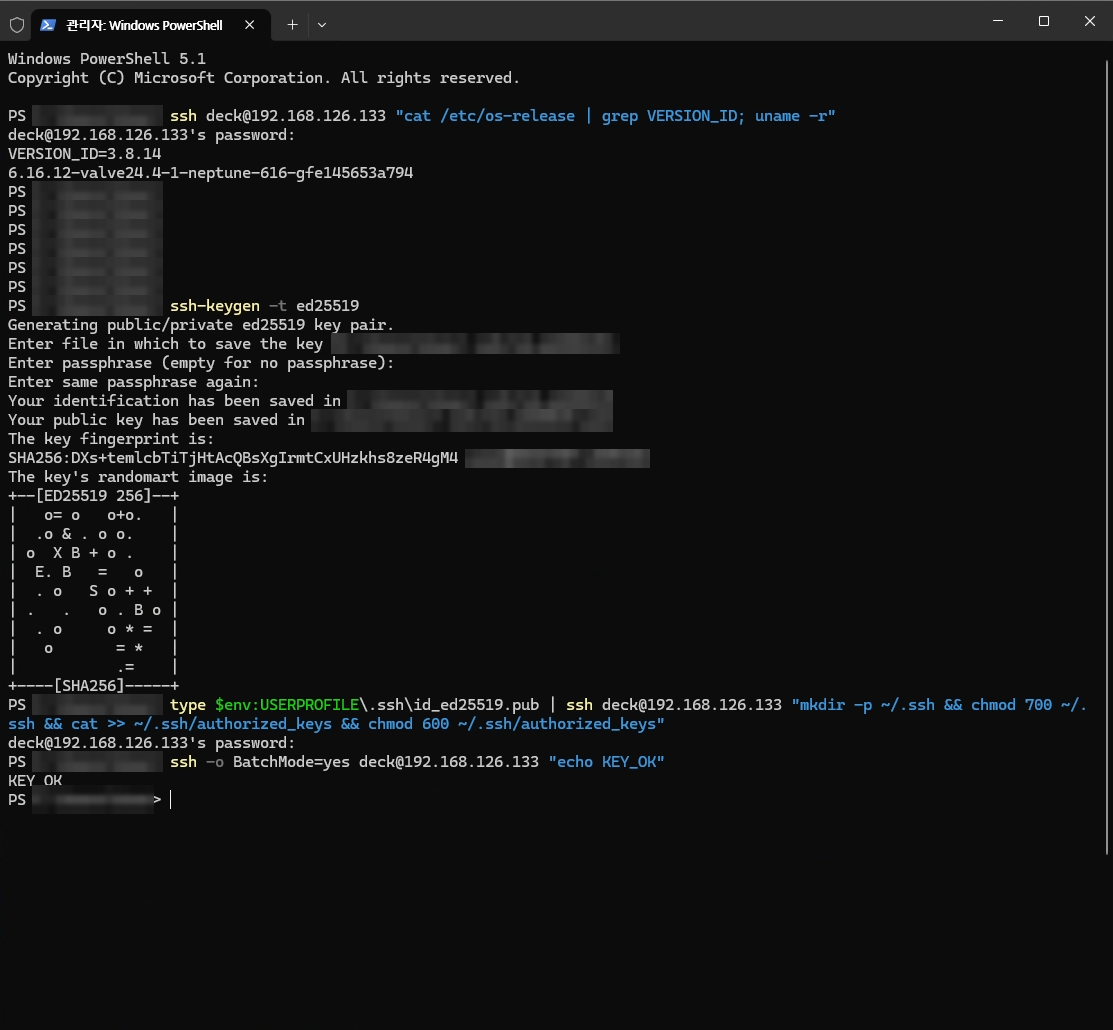 관리자: Windows PowerShell
Windows PowerShell 5.1
Copyright (C) Microsoft Corporation. All rights reserved.
PS ssh deck@192.168.126.133 "cat /etc/os-release | grep VERSION_ID; uname -r"
deck@192.168.126.133's password:
VERSION_ID=3.8.14
6.16.12-valve24.4-1-neptune-616-gfe145653a794
PS
PS
PS
PS
PS
PS
PS ssh-keygen -t ed25519
Generating public/private ed25519 key pair.
Enter file in which to save the key
Enter passphrase (empty for no passphrase):
Enter same passphrase again:
Your identification has been saved in
Your public key has been saved in
The key fingerprint is:
SHA256:DXs+temlcbTiTjHtAcQBsXgIrmtCxUHzkhs8zeR4gM4
The key's randomart image is:
+--[ED25519 256]--+
|   o= o   o+o.   |
|  .o & . o o.    |
| o  X B + o .    |
|  E. B   =   o   |
|  . o   S o + +  |
| .   .   o . B o |
|  . o     o * =  |
|   o       = *   |
|           .=    |
+----[SHA256]-----+
PS type $env:USERPROFILE\.ssh\id_ed25519.pub | ssh deck@192.168.126.133 "mkdir -p ~/.ssh && chmod 700 ~/.
ssh && cat >> ~/.ssh/authorized_keys && chmod 600 ~/.ssh/authorized_keys"
deck@192.168.126.133's password:
PS ssh -o BatchMode=yes deck@192.168.126.133 "echo KEY_OK"
KEY_OK
PS >